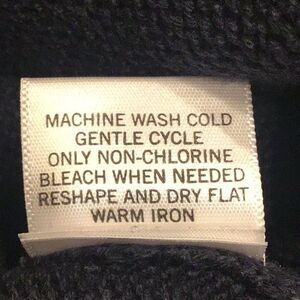 MACHINE WASH COLD
GENTLE CYCLE
ONLY NON-CHLORINE
BLEACH WHEN NEEDED
RESHAPE AND DRY FLAT
WARM IRON